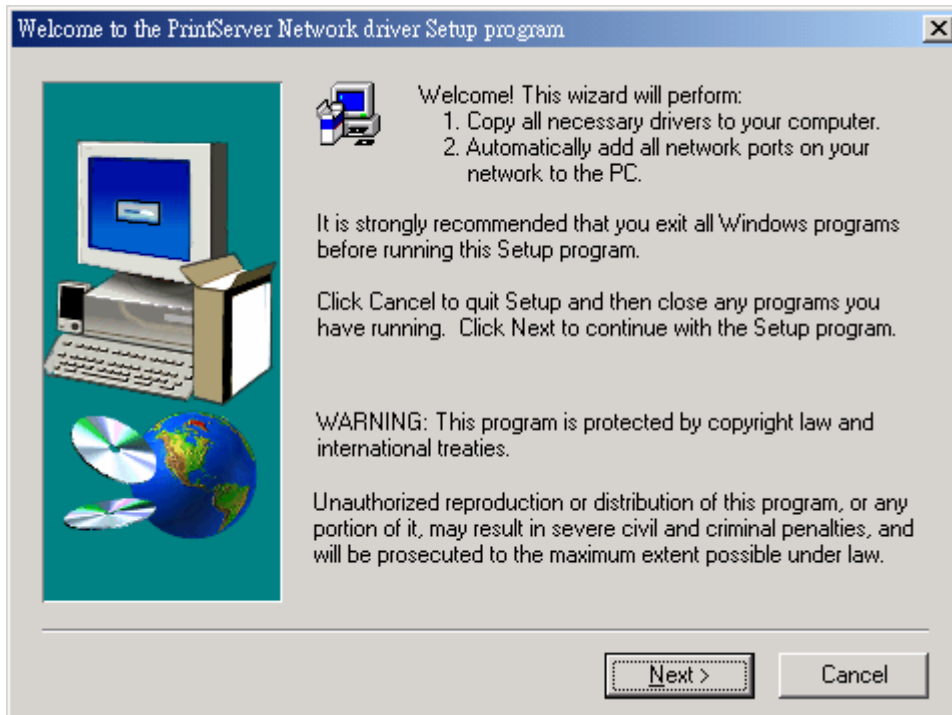 Welcome to the PrintServer Network driver Setup program
Welcome! This wizard will perform:
1. Copy all necessary drivers to your computer.
2. Automatically add all network ports on your
network to the PC.
It is strongly recommended that you exit all Windows programs
before running this Setup program.
Click Cancel to quit Setup and then close any programs you
have running.  Click Next to continue with the Setup program.
WARNING: This program is protected by copyright law and
international treaties.
Unauthorized reproduction or distribution of this program, or any
portion of it, may result in severe civil and criminal penalties, and
will be prosecuted to the maximum extent possible under law.
Next >
Cancel